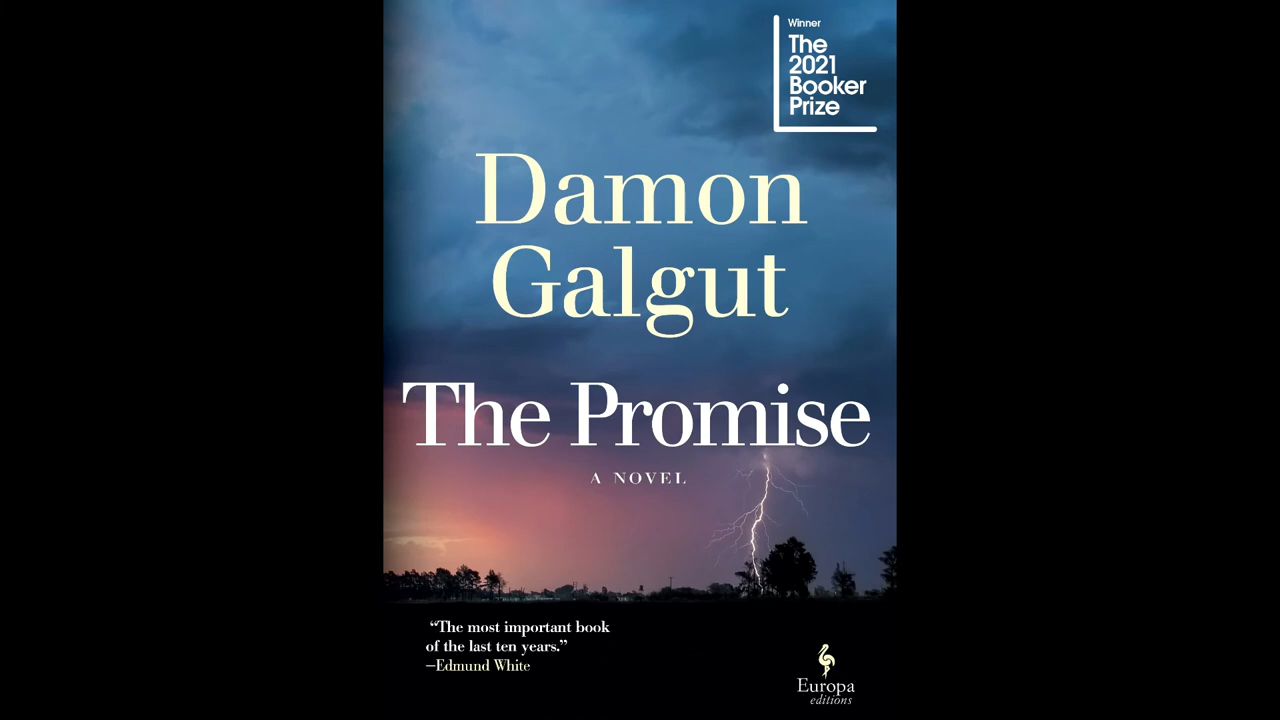 Winner
The
2021
Booker
Prize
Damon
Galgut
The Promise
A NOVEL
“The most important book
of the last ten years.”
—Edmund White
Europa
editions